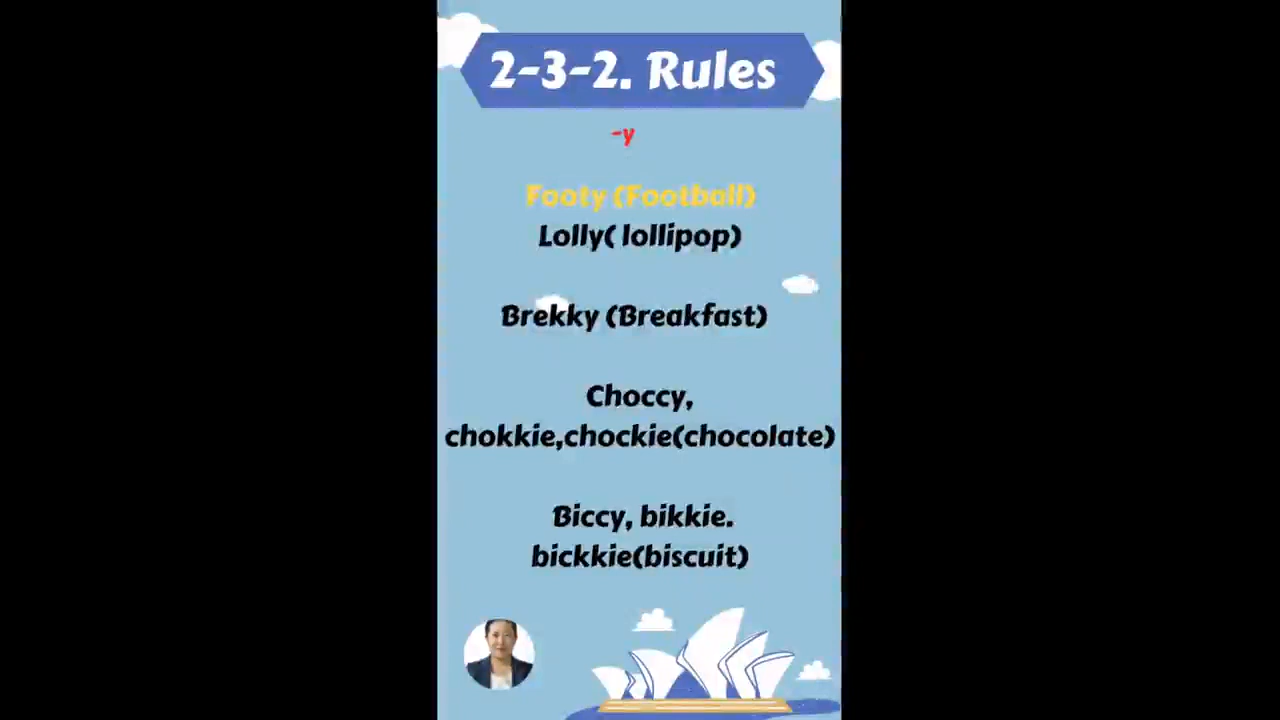 2-3-2. Rules
-y
Footy (Football)
Lolly( lollipop)
Brekky (Breakfast)
Choccy,
chokkie,chockie(chocolate)
Biccy, bikkie.
bickkie(biscuit)